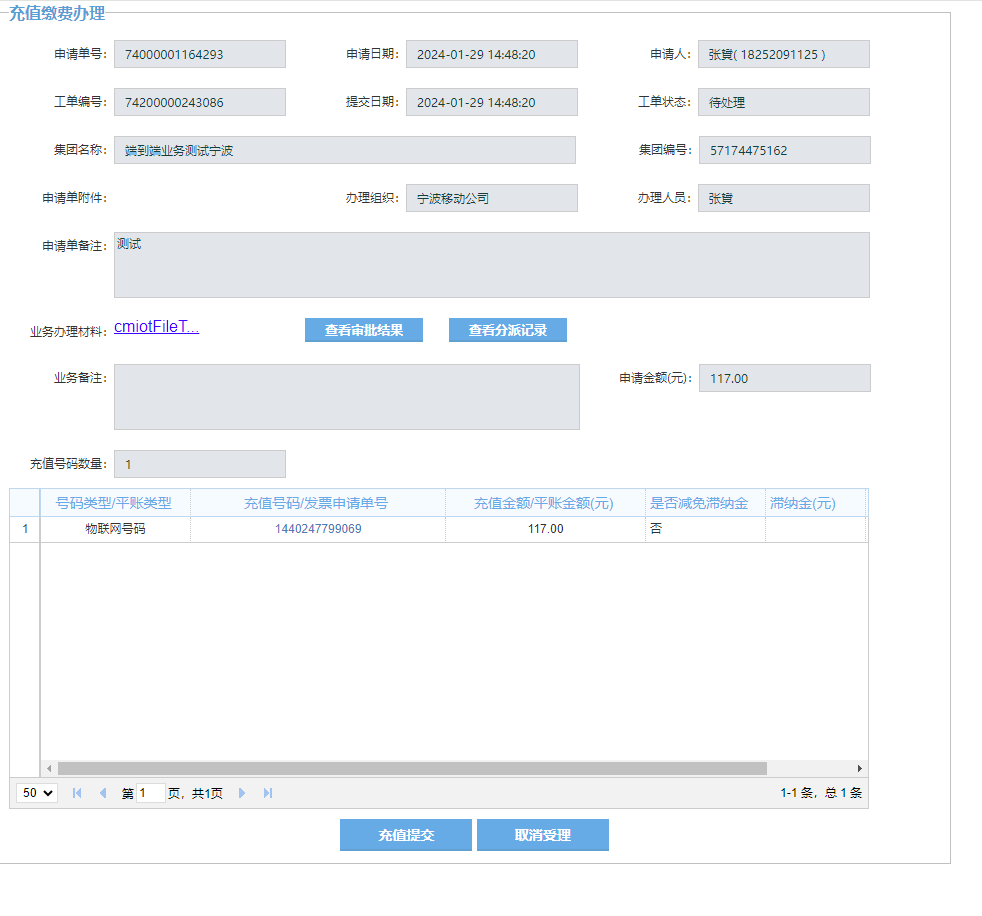 充值缴费办理
申请单号： 74000001164293 申请日期： 2024-01-29 14:48:20 申请人： 张贇( 18252091125 )
工单编号： 74200000243086 提交日期： 2024-01-29 14:48:20 工单状态： 待处理
集团名称： 端到端业务测试宁波 集团编号： 57174475162
申请单附件： 办理组织： 宁波移动公司 办理人员： 张贇
申请单备注： 测试
业务办理材料： cmiotFileT... 查看审批结果 查看分派记录
业务备注： 申请金额(元)： 117.00
充值号码数量： 1
号码类型/平账类型 充值号码/发票申请单号 充值金额/平账金额(元) 是否减免滞纳金 滞纳金(元)
1 物联网号码 1440247799069 117.00 否
50 第 1 页，共1页 1-1 条，总 1 条
充值提交 取消受理